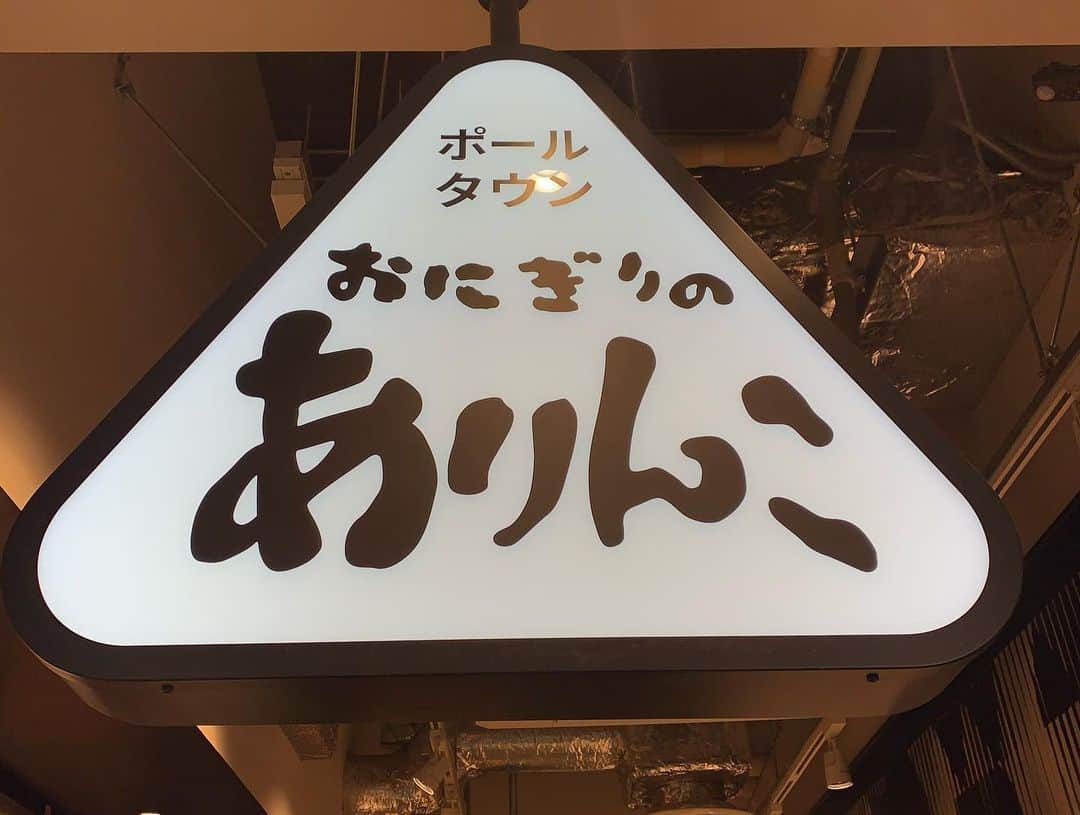 ポール
タウン
おにぎりの
ありんこ